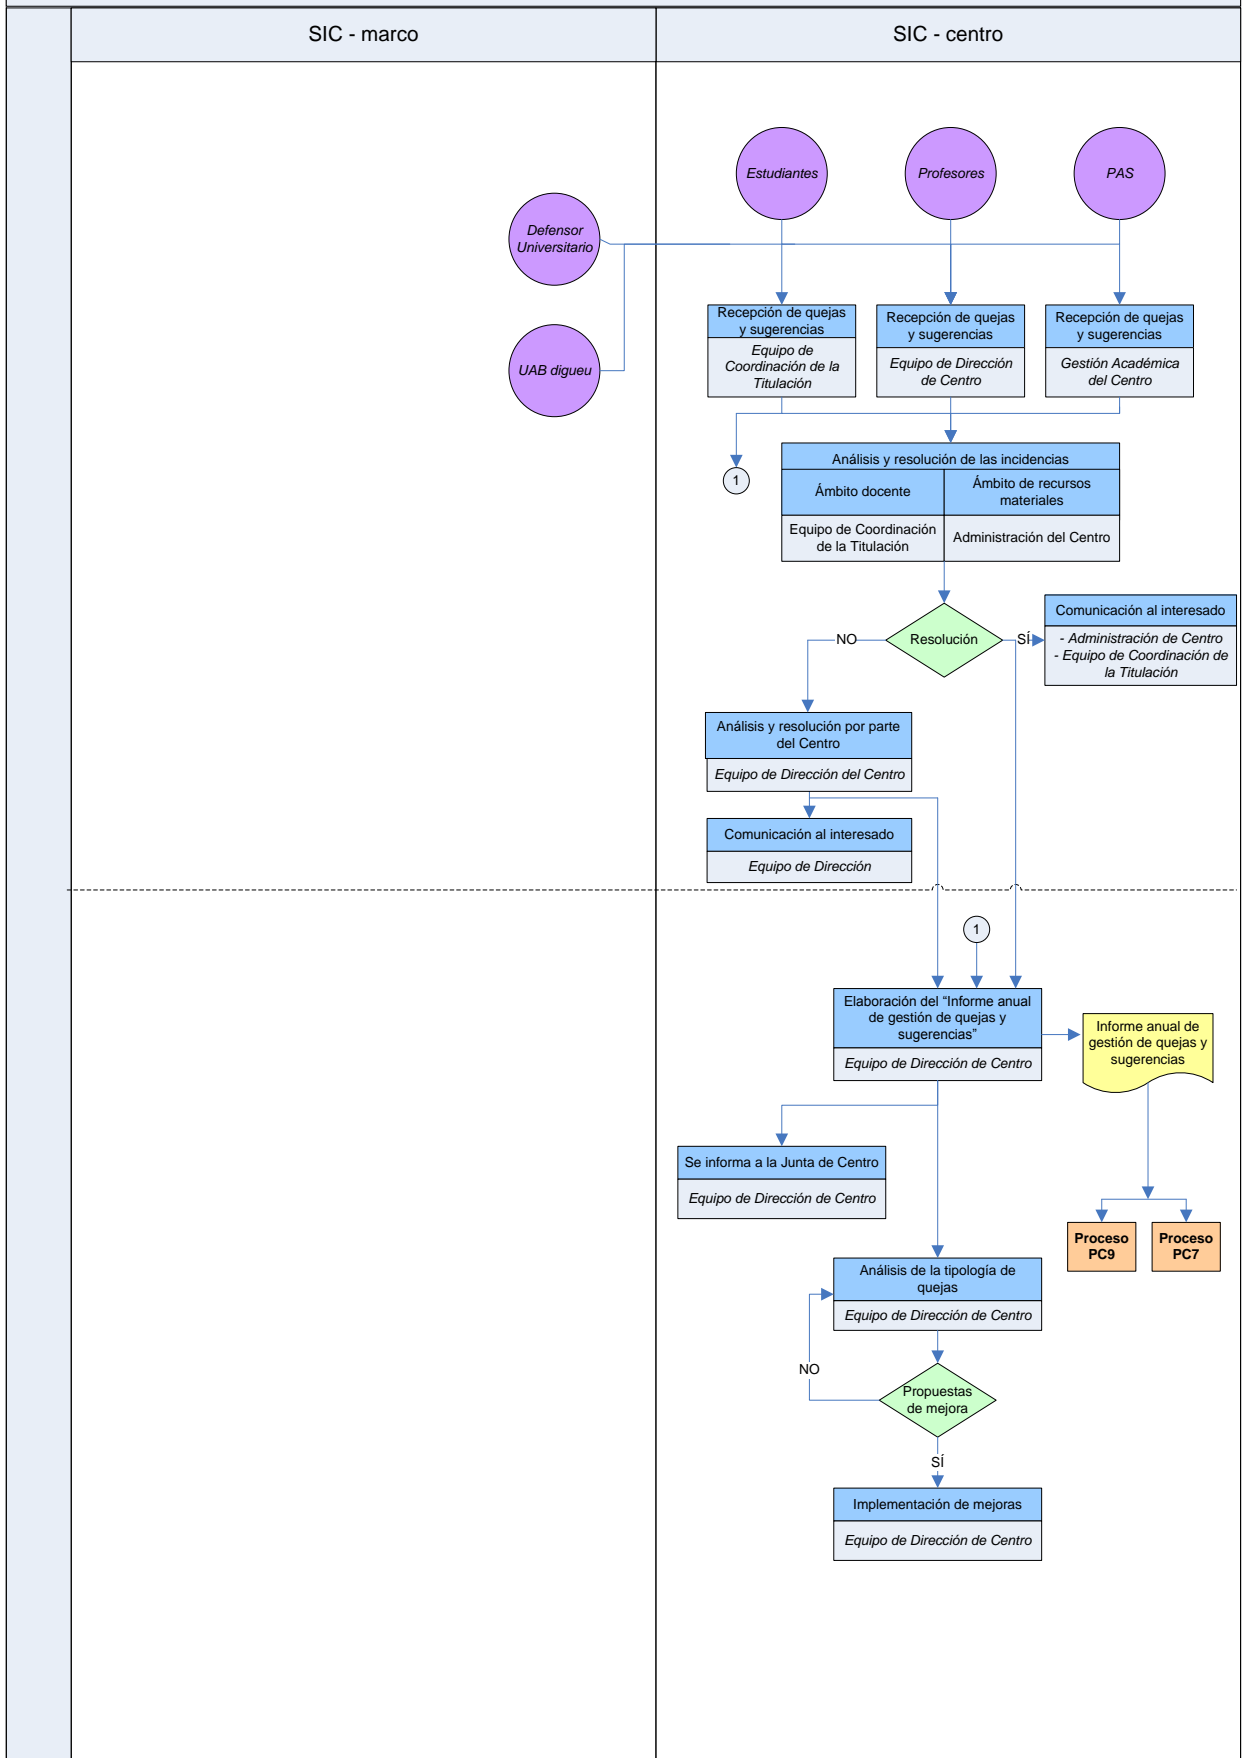 SIC - marco
SIC - centro
Estudiantes
Profesores
PAS
Defensor
Universitario
UAB digueu
Recepción de quejas
y sugerencias
Equipo de
Coordinación de la
Titulación
Recepción de quejas
y sugerencias
Equipo de Dirección
de Centro
Recepción de quejas
y sugerencias
Gestión Académica
del Centro
1
Análisis y resolución de las incidencias
Ámbito docente
Ámbito de recursos
materiales
Equipo de Coordinación
de la Titulación
Administración del Centro
Resolución
NO
SÍ
Comunicación al interesado
- Administración de Centro
- Equipo de Coordinación de
la Titulación
Análisis y resolución por parte
del Centro
Equipo de Dirección del Centro
Comunicación al interesado
Equipo de Dirección
1
Elaboración del “Informe anual
de gestión de quejas y
sugerencias”
Equipo de Dirección de Centro
Informe anual de
gestión de quejas y
sugerencias
Se informa a la Junta de Centro
Equipo de Dirección de Centro
Proceso
PC9
Proceso
PC7
Análisis de la tipología de
quejas
Equipo de Dirección de Centro
NO
Propuestas
de mejora
SÍ
Implementación de mejoras
Equipo de Dirección de Centro